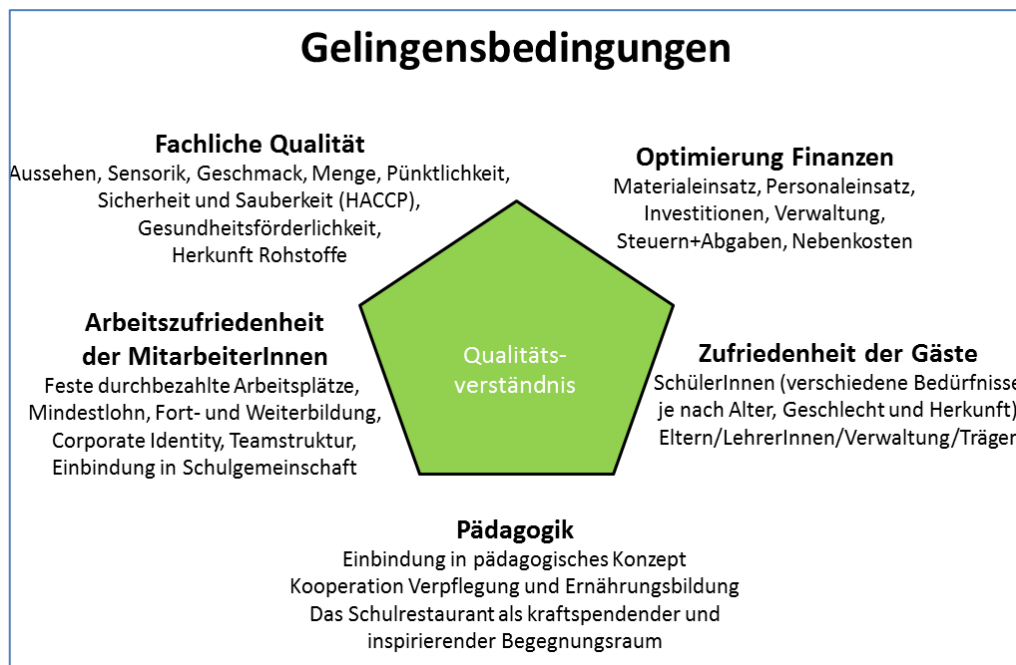 Gelingensbedingungen
Fachliche Qualität
Aussehen, Sensorik, Geschmack, Menge, Pünktlichkeit,
Sicherheit und Sauberkeit (HACCP),
Gesundheitsförderlichkeit,
Herkunft Rohstoffe
Optimierung Finanzen
Materialeinsatz, Personaleinsatz,
Investitionen, Verwaltung,
Steuern+Abgaben, Nebenkosten
Arbeitszufriedenheit
der MitarbeiterInnen
Feste durchbezahlte Arbeitsplätze,
Mindestlohn, Fort- und Weiterbildung,
Corporate Identity, Teamstruktur,
Einbindung in Schulgemeinschaft
Qualitäts-
verständnis
Zufriedenheit der Gäste
SchülerInnen (verschiedene Bedürfnisse
je nach Alter, Geschlecht und Herkunft)
Eltern/LehrerInnen/Verwaltung/Träger
Pädagogik
Einbindung in pädagogisches Konzept
Kooperation Verpflegung und Ernährungsbildung
Das Schulrestaurant als kraftspendender und
inspirierender Begegnungsraum